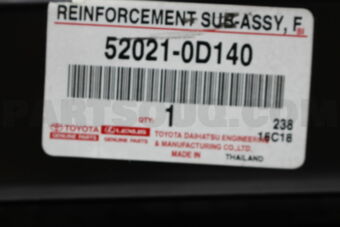 REINFORCEMENT SUB-ASSY, F
52021-0D140
QTY.
1
238
15C18
TOYOTA LEXUS
GENUINE PARTS GENUINE PARTS
TOYOTA DAIHATSU ENGINEERING
& MANUFACTURING CO., LTD.
MADE IN THAILAND